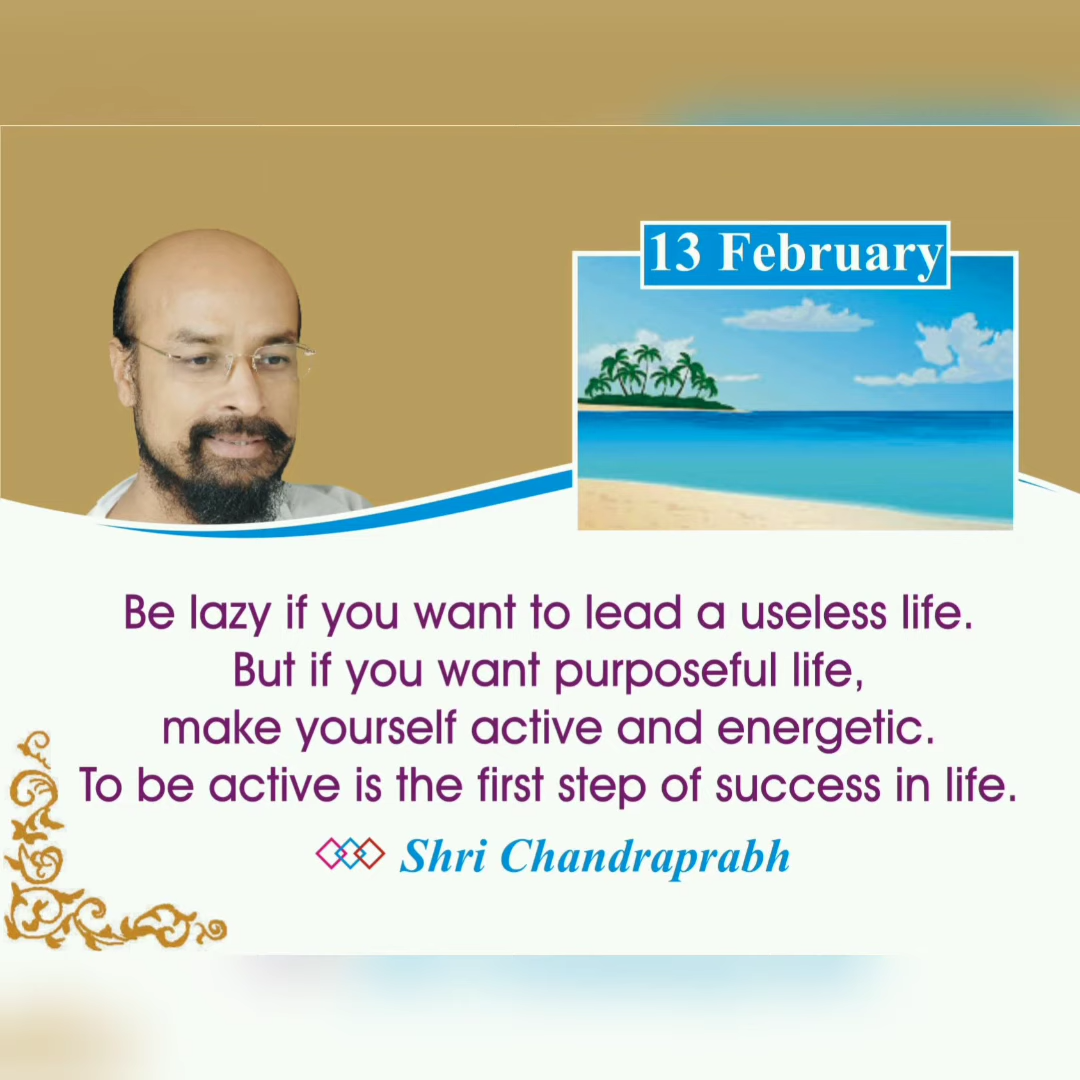 13 February
Be lazy if you want to lead a useless life.
But if you want purposeful life,
make yourself active and energetic.
To be active is the first step of success in life.
Shri Chandraprabh